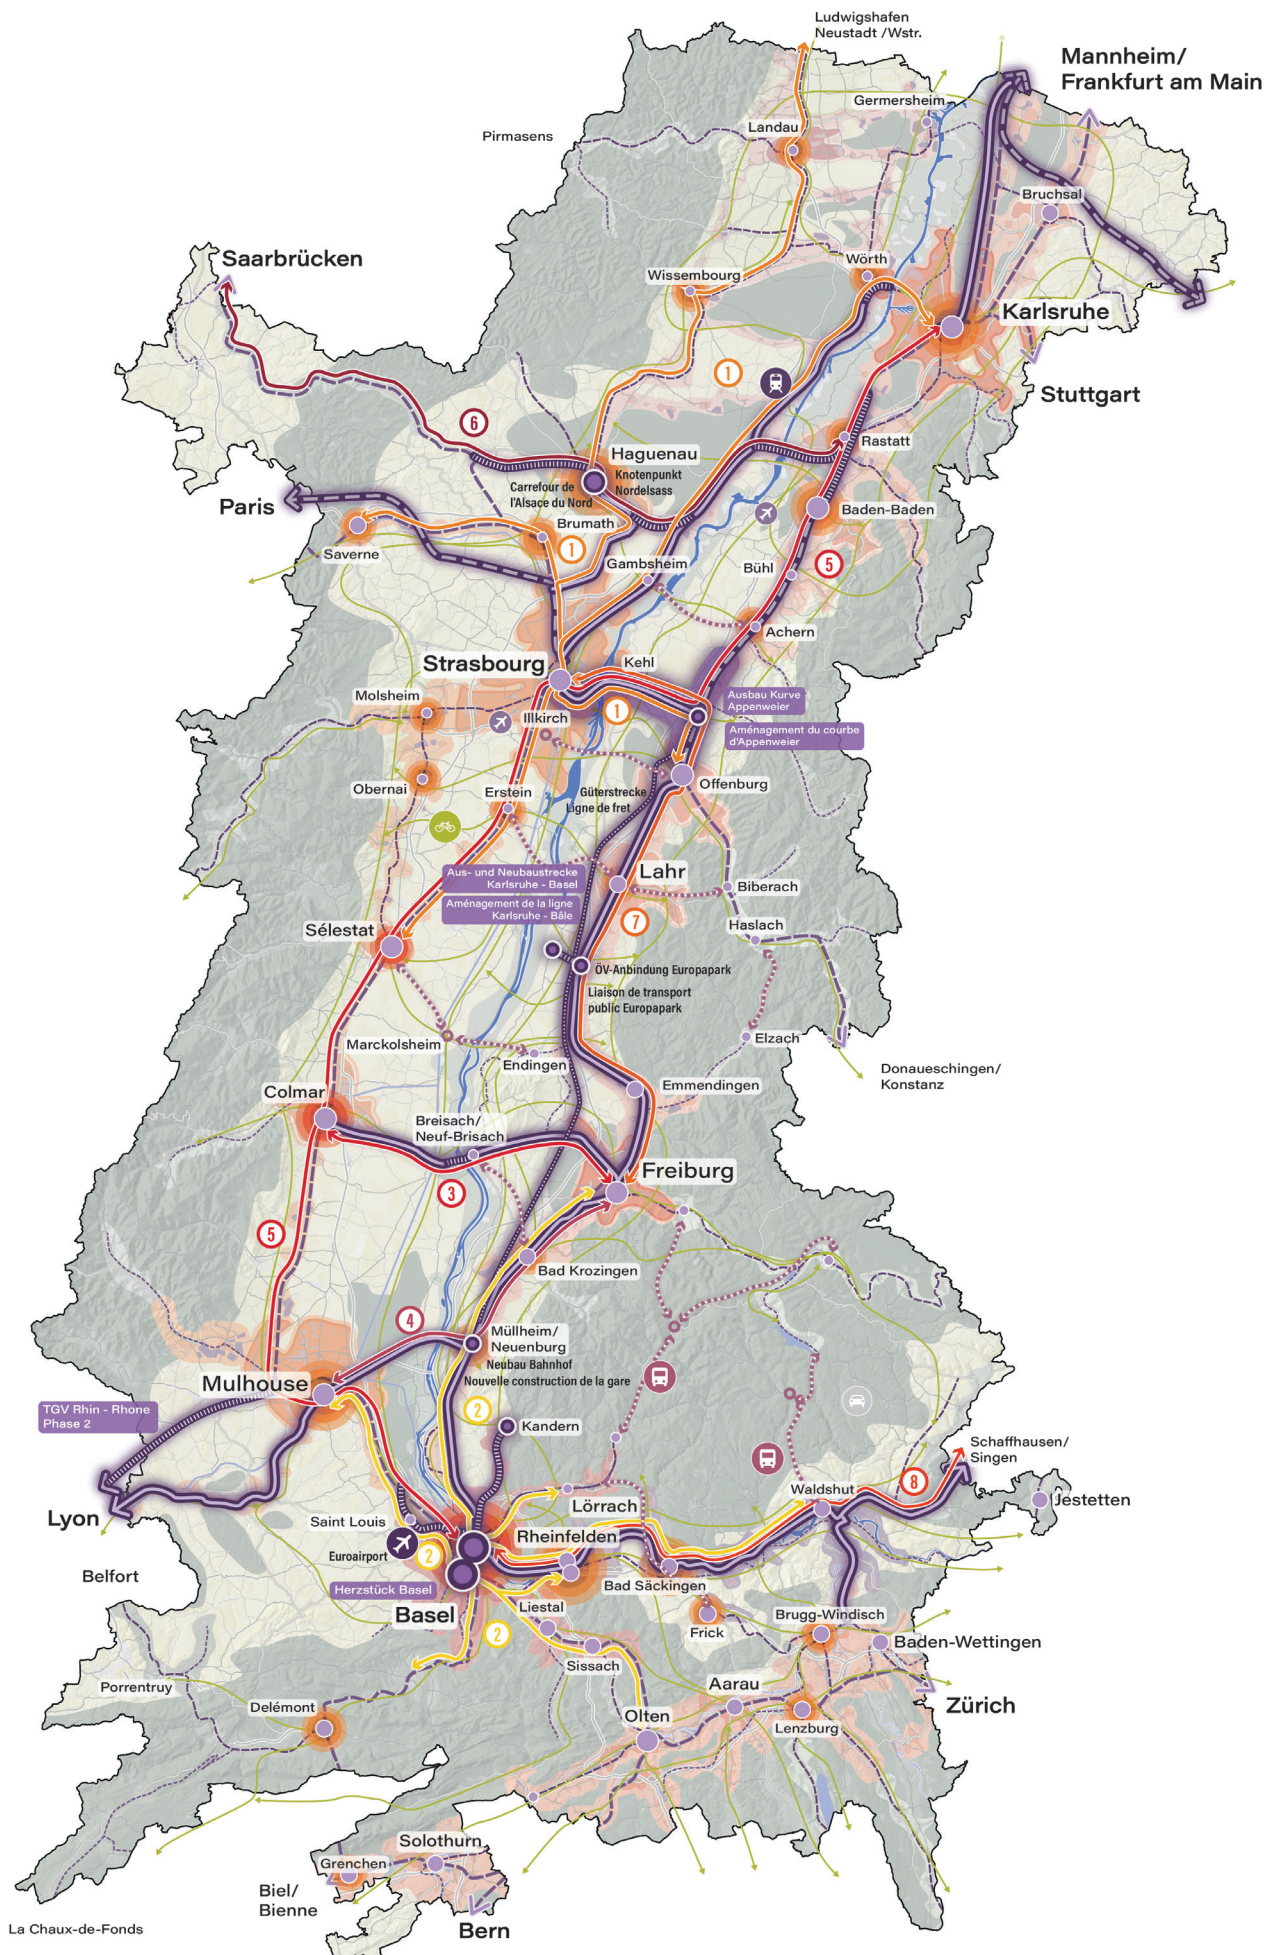 Ludwigshafen
Neustadt /Wstr.
Mannheim/
Frankfurt am Main
Germersheim
Landau
Pirmasens
Bruchsal
Saarbrücken
Wörth
Wissembourg
Karlsruhe
1
Stuttgart
6
Rastatt
Haguenau
Knotenpunkt
Nordelsass
Carrefour de
l'Alsace du Nord
Paris
Baden-Baden
Brumath
Saverne
1
Gambsheim
Bühl
5
Achern
Strasbourg
Kehl
Molsheim
Ausbau Kurve
Appenweier
1
Illkirch
Aménagement du courbe
d'Appenweier
Offenburg
Obernai
Erstein
Güterstrecke
Ligne de fret
Aus- und Neubaustrecke
Karlsruhe - Basel
Lahr
Biberach
Aménagement de la ligne
Karlsruhe - Bâle
7
Haslach
Sélestat
ÖV-Anbindung Europapark
Liaison de transport
public Europapark
Marckolsheim
Elzach
Endingen
Donaueschingen/
Konstanz
Emmendingen
Colmar
Breisach/
Neuf-Brisach
Freiburg
3
5
Bad Krozingen
4
Müllheim/
Neuenburg
Neubau Bahnhof
Nouvelle construction de la gare
Mulhouse
TGV Rhin - Rhone
Phase 2
2
Kandern
Schaffhausen/
Singen
8
Waldshut
Jestetten
Lörrach
Lyon
Saint Louis
Rheinfelden
Euroairport
2
Belfort
Herzstück Basel
Bad Säckingen
Basel
Liestal
Brugg-Windisch
2
Frick
Baden-Wettingen
Sissach
Porrentruy
Aarau
Zürich
Delémont
Olten
Lenzburg
Solothurn
Grenchen
Biel/
Bienne
La Chaux-de-Fonds
Bern